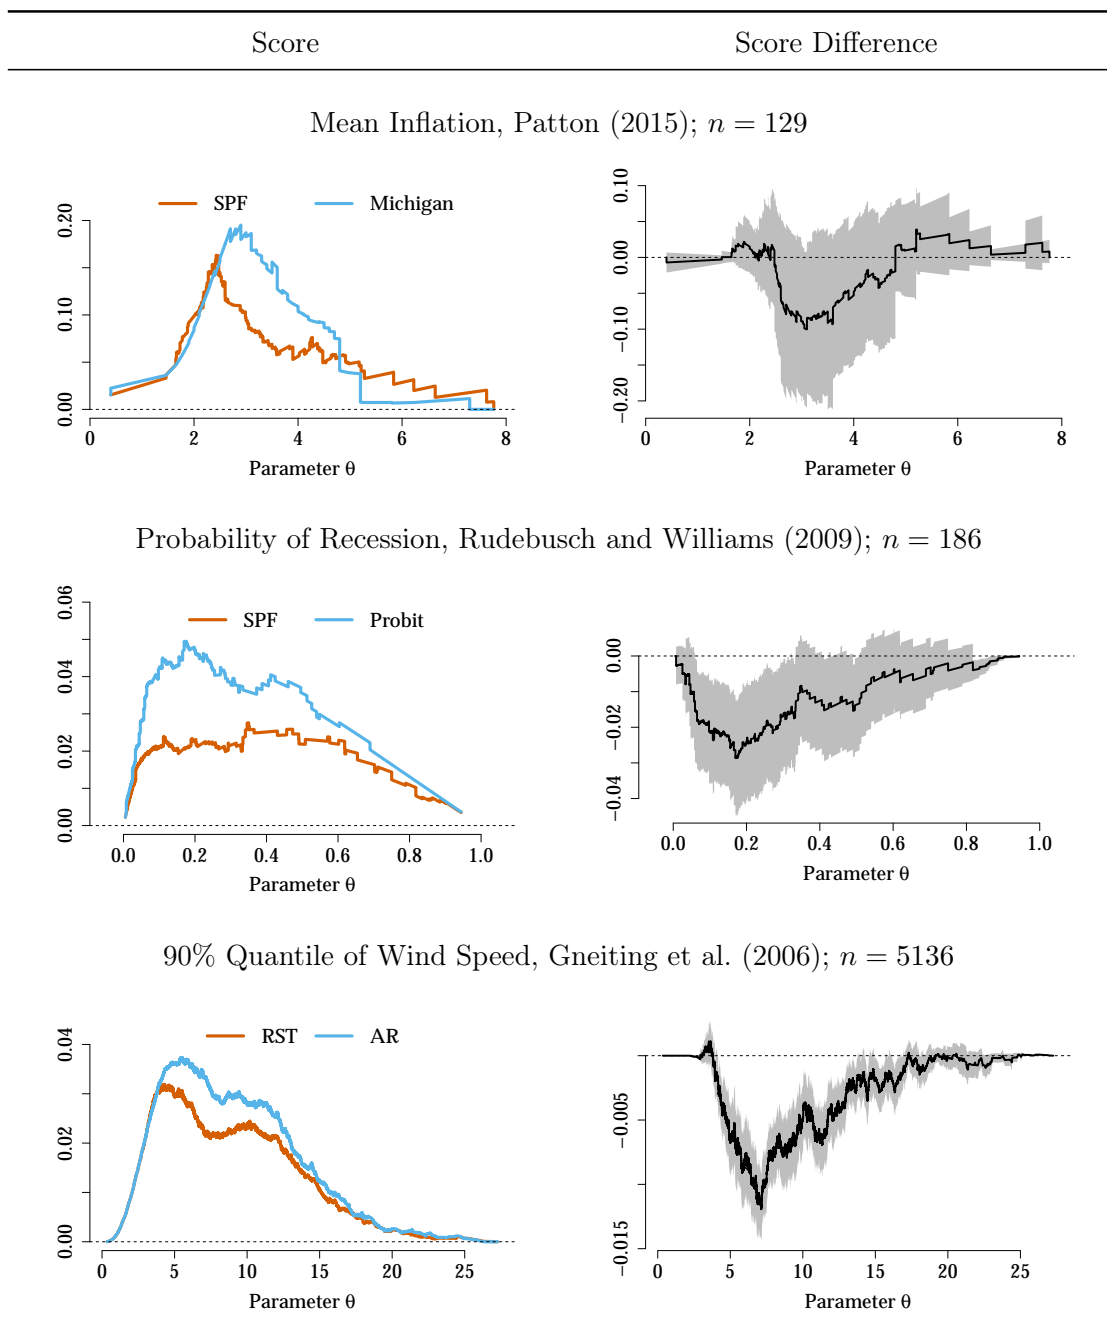 Score Score Difference
Mean Inflation, Patton (2015); n = 129
SPF Michigan
0.00 0.10 0.20
0 2 4 6 8
Parameter θ
−0.20 −0.10 0.00 0.10
0 2 4 6 8
Parameter θ
Probability of Recession, Rudebusch and Williams (2009); n = 186
SPF Probit
0.00 0.02 0.04 0.06
0.0 0.2 0.4 0.6 0.8 1.0
Parameter θ
−0.04 −0.02 0.00
0.0 0.2 0.4 0.6 0.8 1.0
Parameter θ
90% Quantile of Wind Speed, Gneiting et al. (2006); n = 5136
RST AR
0.00 0.02 0.04
0 5 10 15 20 25
Parameter θ
−0.015 −0.005
0 5 10 15 20 25
Parameter θ